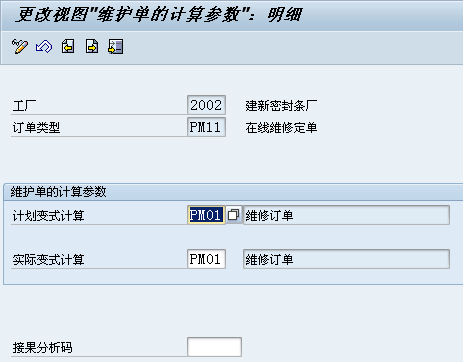 更改视图"维护单的计算参数"：明细
工厂 2002 建新密封条厂
订单类型 PM11 在线維修定单
维护单的计算参数
计划变式计算 PM01 维修订单
实际变式计算 PM01 维修订单
接果分析码